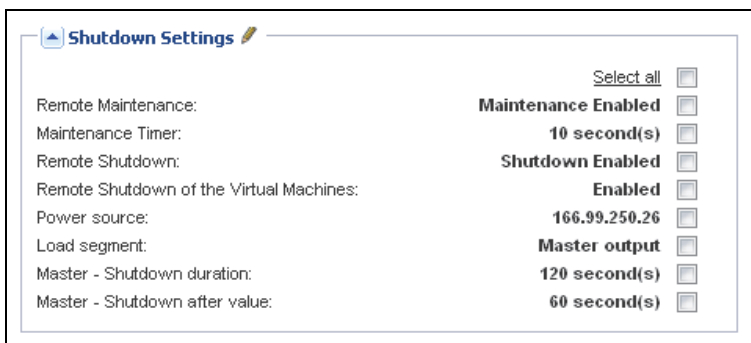 Shutdown Settings
Select all
Remote Maintenance: Maintenance Enabled
Maintenance Timer: 10 second(s)
Remote Shutdown: Shutdown Enabled
Remote Shutdown of the Virtual Machines: Enabled
Power source: 166.99.250.26
Load segment: Master output
Master - Shutdown duration: 120 second(s)
Master - Shutdown after value: 60 second(s)